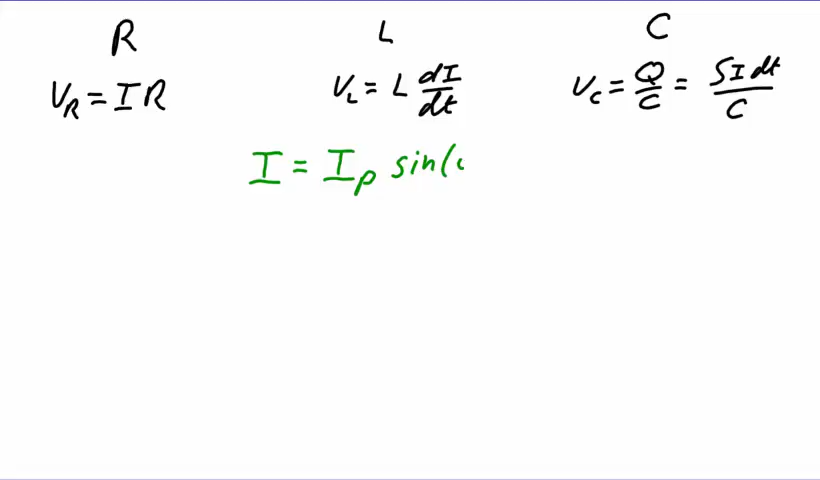 R L C
V_R = IR V_L = L dI/dt V_C = Q/C = ∫I dt/C
I = I_p sin(